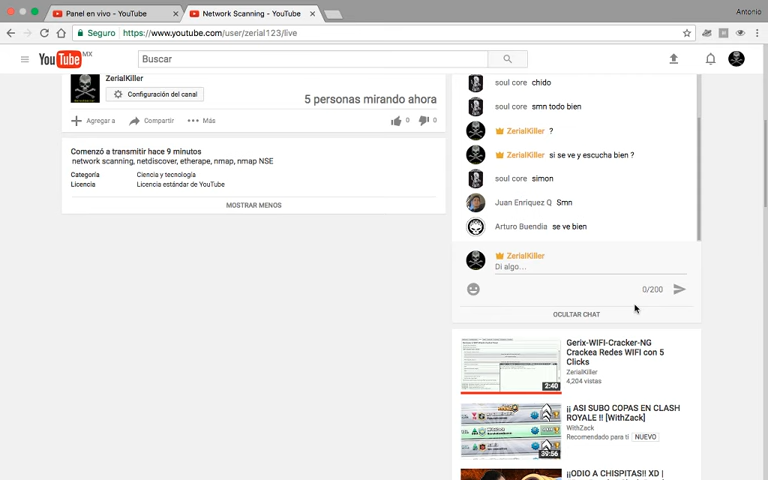 Panel en vivo - YouTube
Network Scanning - YouTube
Antonio
Seguro
https://www.youtube.com/user/zerial123/live
YouTube MX
Buscar
ZerialKiller
Configuración del canal
5 personas mirando ahora
Agregar a
Compartir
Más
0
0
Comenzó a transmitir hace 9 minutos
network scanning, netdiscover, etherape, nmap, nmap NSE
Categoría Ciencia y tecnología
Licencia Licencia estándar de YouTube
MOSTRAR MENOS
soul core chido
soul core smn todo bien
ZerialKiller ?
ZerialKiller si se ve y escucha bien ?
soul core simon
Juan Enriquez Q Smn
Arturo Buendia se ve bien
ZerialKiller
Di algo...
0/200
OCULTAR CHAT
Gerix-WIFI-Cracker-NG
Crackea Redes WIFI con 5
Clicks
ZerialKiller
4,204 vistas
2:40
¡¡ ASI SUBO COPAS EN CLASH
ROYALE !! [WithZack]
WithZack
Recomendado para ti NUEVO
39:56
¡¡ODIO A CHISPITAS!! XD |